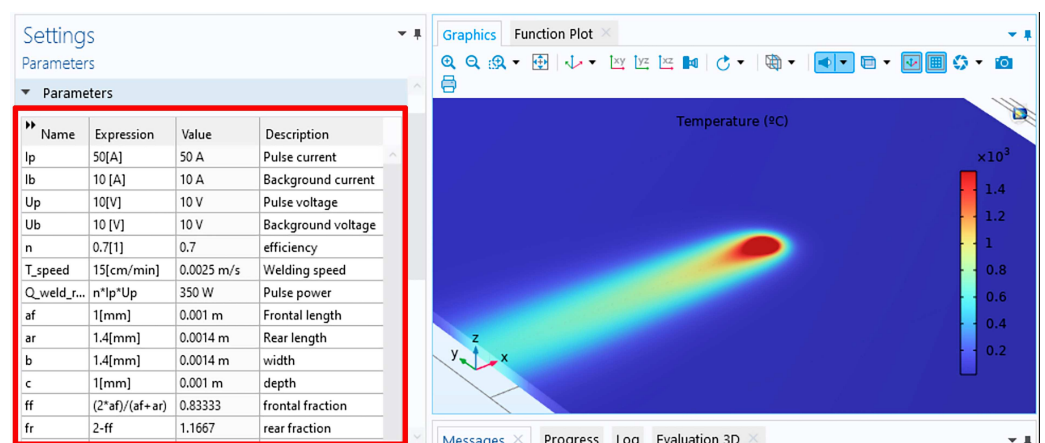 Settings
Parameters
Parameters
Name Expression Value Description
Ip 50[A] 50 A Pulse current
Ib 10 [A] 10 A Background current
Up 10[V] 10 V Pulse voltage
Ub 10 [V] 10 V Background voltage
n 0.7[1] 0.7 efficiency
T_speed 15[cm/min] 0.0025 m/s Welding speed
Q_weld_r... n*Ip*Up 350 W Pulse power
af 1[mm] 0.001 m Frontal length
ar 1.4[mm] 0.0014 m Rear length
b 1.4[mm] 0.0014 m width
c 1[mm] 0.001 m depth
ff (2*af)/(af+ar) 0.83333 frontal fraction
fr 2-ff 1.1667 rear fraction
Graphics Function Plot
xy yz xz
Temperature (ºC)
×10³
1.4
1.2
1
0.8
0.6
0.4
0.2
z
y x
Messages Progress Log Evaluation 3D